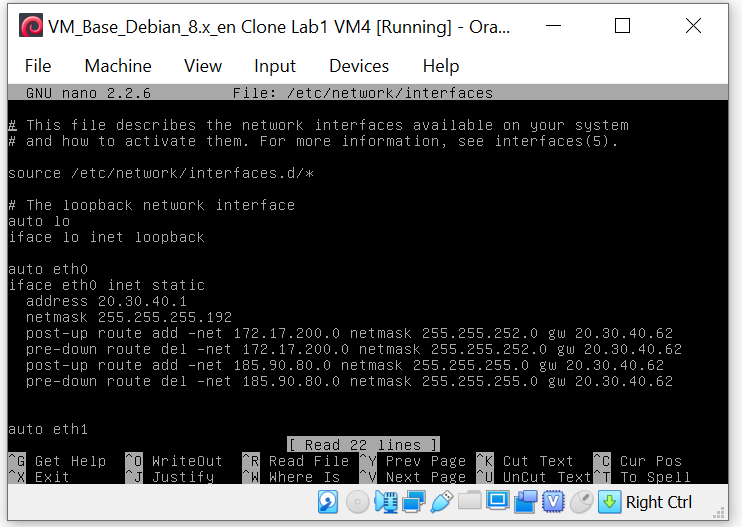 VM_Base_Debian_8.x_en Clone Lab1 VM4 [Running] - Ora...
File Machine View Input Devices Help
GNU nano 2.2.6 File: /etc/network/interfaces
# This file describes the network interfaces available on your system
# and how to activate them. For more information, see interfaces(5).
source /etc/network/interfaces.d/*
# The loopback network interface
auto lo
iface lo inet loopback
auto eth0
iface eth0 inet static
address 20.30.40.1
netmask 255.255.255.192
post-up route add -net 172.17.200.0 netmask 255.255.252.0 gw 20.30.40.62
pre-down route del -net 172.17.200.0 netmask 255.255.252.0 gw 20.30.40.62
post-up route add -net 185.90.80.0 netmask 255.255.255.0 gw 20.30.40.62
pre-down route del -net 185.90.80.0 netmask 255.255.255.0 gw 20.30.40.62
auto eth1
[ Read 22 lines ]
^G Get Help ^O WriteOut ^R Read File ^Y Prev Page ^K Cut Text ^C Cur Pos
^X Exit ^J Justify ^W Where Is ^V Next Page ^U UnCut Text ^T To Spell
Right Ctrl